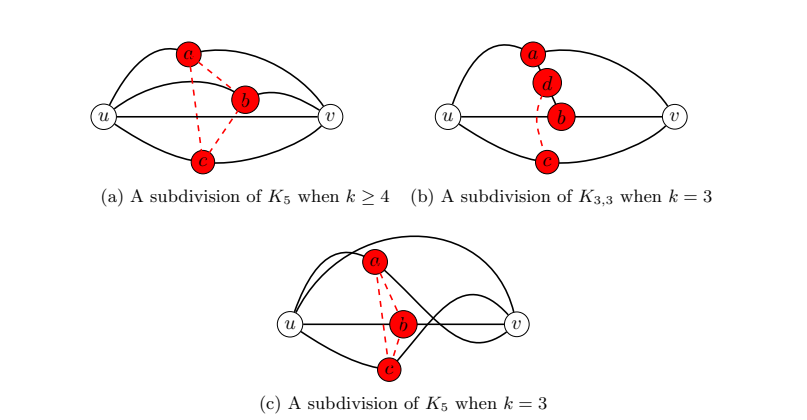 a
b
u
v
c
(a) A subdivision of K₅ when k ≥ 4
a
d
u
b
v
c
(b) A subdivision of K₃,₃ when k = 3
a
u
b
v
c
(c) A subdivision of K₅ when k = 3